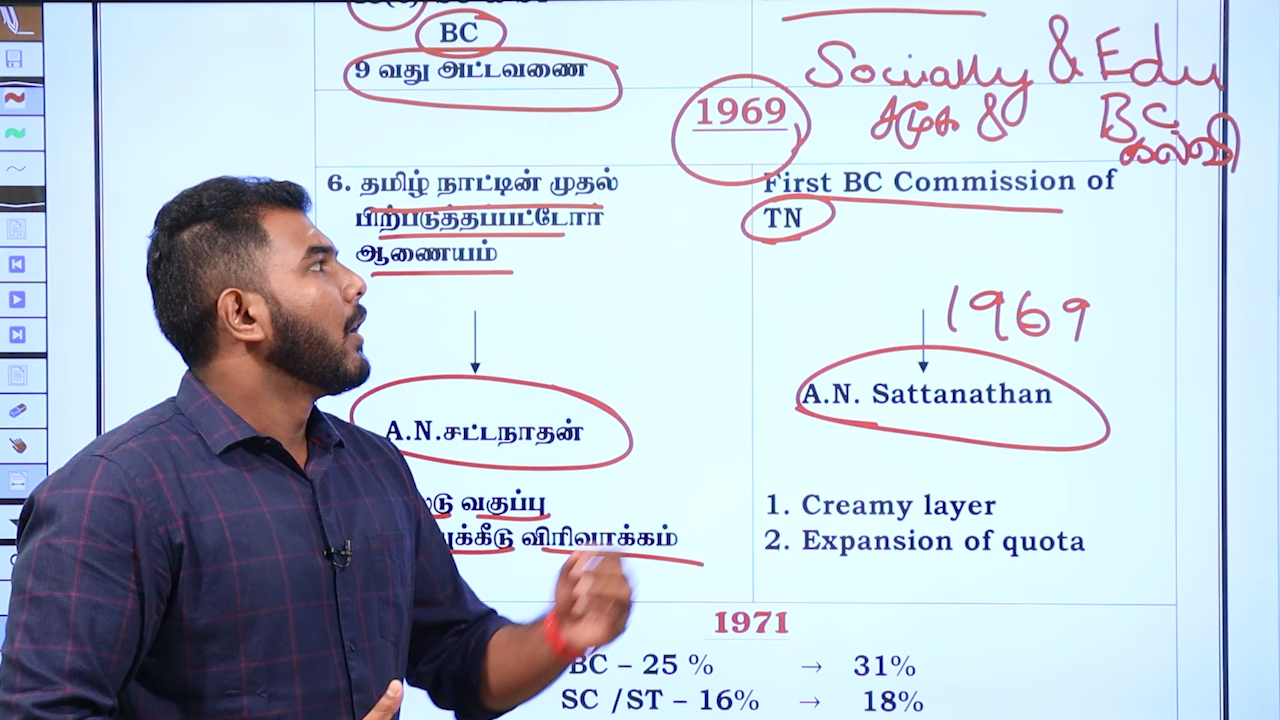 BC
9 வது அட்டவணை
Socially & Edu
சமூக & BC
கல்வி
1969
6. தமிழ் நாட்டின் முதல்
பிற்படுத்தப்பட்டோர்
ஆணையம்
First BC Commission of
TN
1969
A.N.சட்டநாதன்
A.N. Sattanathan
வகுப்பு
விரிவாக்கம்
1. Creamy layer
2. Expansion of quota
1971
BC – 25 % → 31%
SC /ST – 16% → 18%